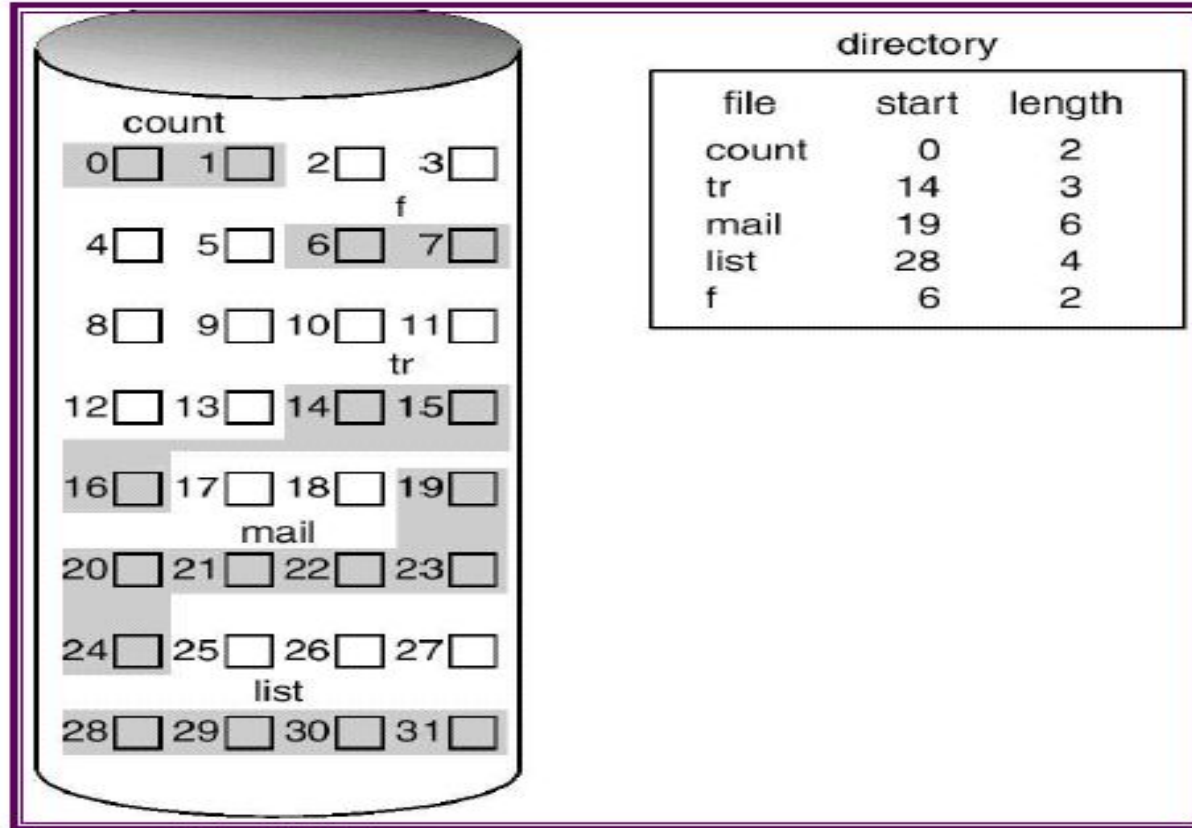 count
0 1 2 3
f
4 5 6 7
8 9 10 11
tr
12 13 14 15
16 17 18 19
mail
20 21 22 23
24 25 26 27
list
28 29 30 31
directory
file start length
count 0 2
tr 14 3
mail 19 6
list 28 4
f 6 2